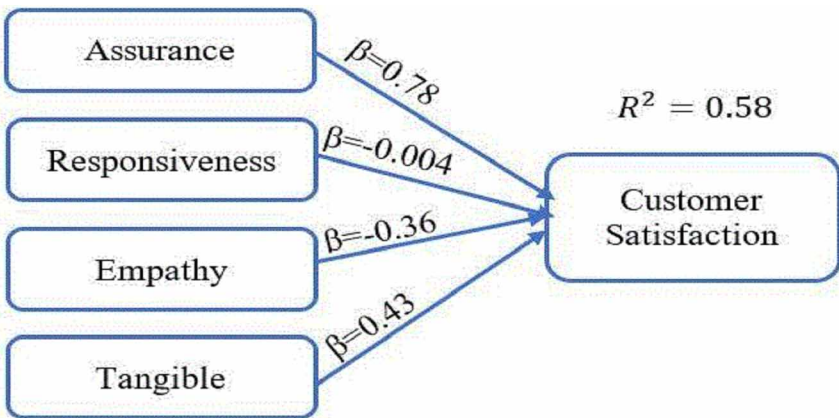 Assurance
β=0.78
R² = 0.58
Responsiveness
β=-0.004
Customer
Satisfaction
β=-0.36
Empathy
β=0.43
Tangible